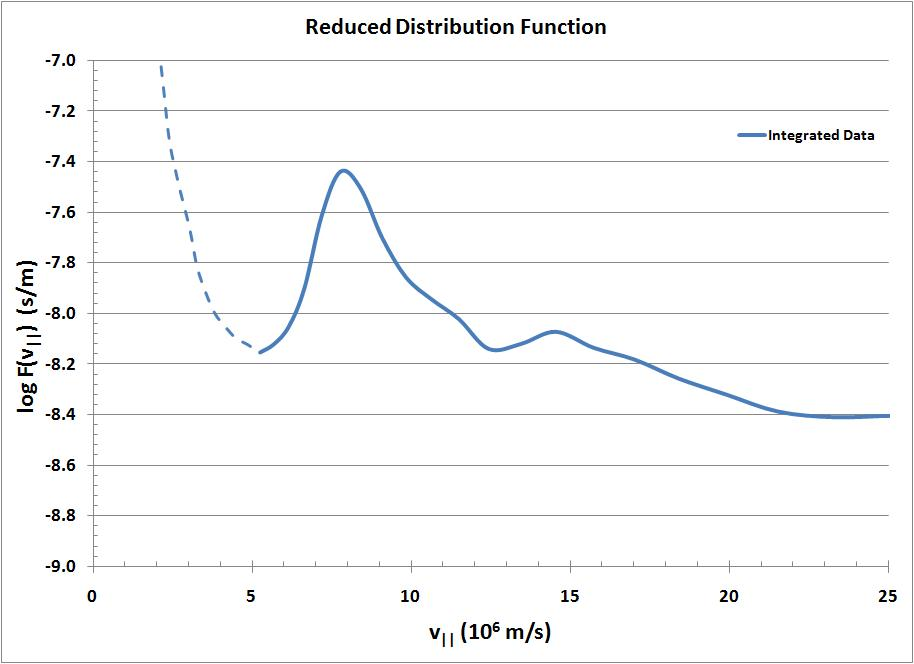 Reduced Distribution Function
-7.0
-7.2
-7.4
-7.6
-7.8
-8.0
-8.2
-8.4
-8.6
-8.8
-9.0
log F(v||) (s/m)
Integrated Data
0 5 10 15 20 25
v|| (10⁶ m/s)